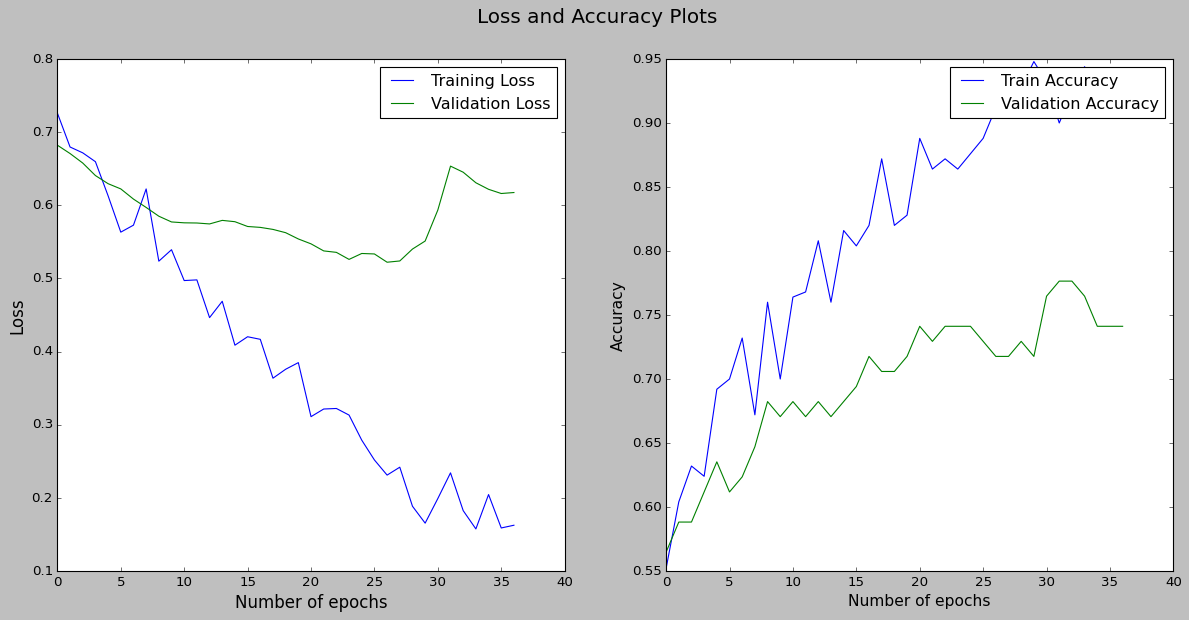 Loss and Accuracy Plots
0.8
0.7
0.6
0.5
0.4
0.3
0.2
0.1
Loss
Training Loss
Validation Loss
0 5 10 15 20 25 30 35 40
Number of epochs
0.95
0.90
0.85
0.80
0.75
0.70
0.65
0.60
0.55
Accuracy
Train Accuracy
Validation Accuracy
0 5 10 15 20 25 30 35 40
Number of epochs